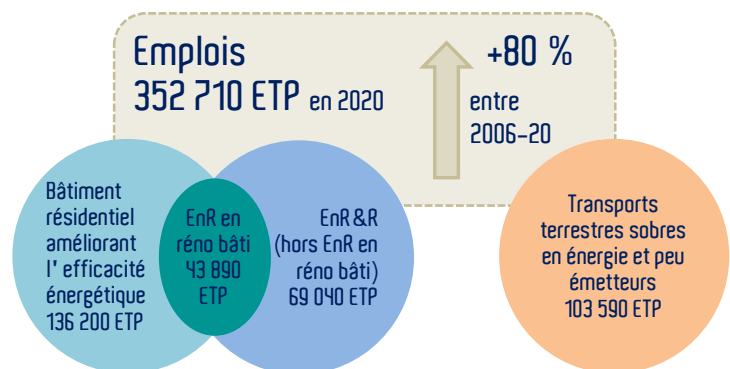 Emplois
352 710 ETP en 2020
+80 %
entre
2006-20
Bâtiment
résidentiel
améliorant
l' efficacité
énergétique
136 200 ETP
EnR en
réno bâti
43 890
ETP
EnR&R
(hors EnR en
réno bâti)
69 040 ETP
Transports
terrestres sobres
en énergie et peu
émetteurs
103 590 ETP